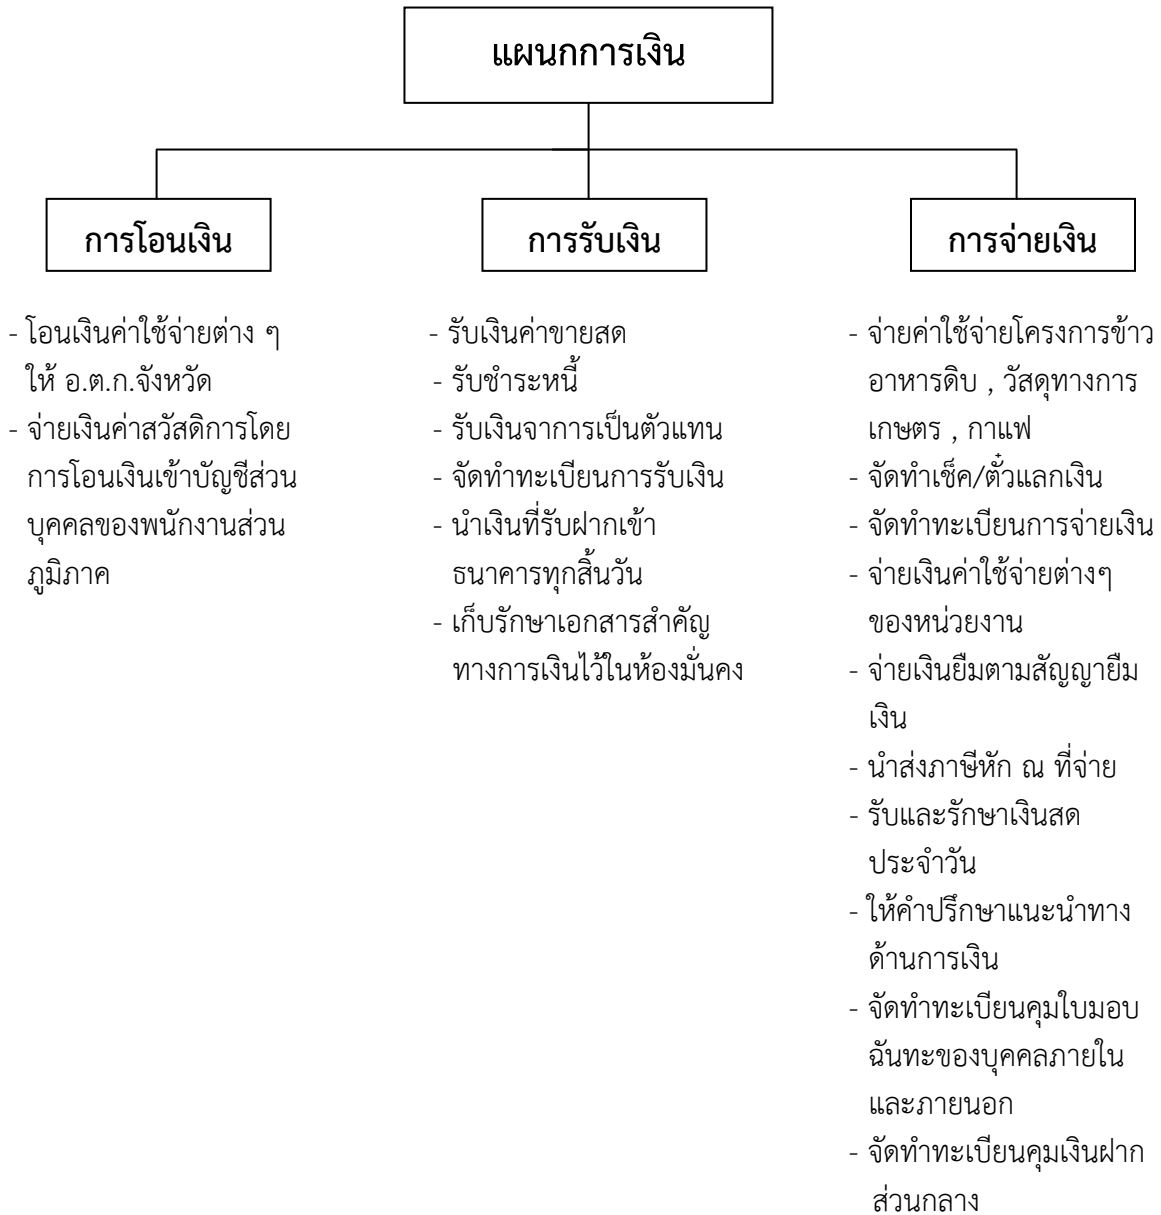 แผนกการเงิน
การโอนเงิน
- โอนเงินค่าใช้จ่ายต่าง ๆ
ให้ อ.ต.ก.จังหวัด
- จ่ายเงินค่าสวัสดิการโดย
การโอนเงินเข้าบัญชีส่วน
บุคคลของพนักงานส่วน
ภูมิภาค
การรับเงิน
- รับเงินค่าขายสด
- รับชำระหนี้
- รับเงินจาการเป็นตัวแทน
- จัดทำทะเบียนการรับเงิน
- นำเงินที่รับฝากเข้า
ธนาคารทุกสิ้นวัน
- เก็บรักษาเอกสารสำคัญ
ทางการเงินไว้ในห้องมั่นคง
การจ่ายเงิน
- จ่ายค่าใช้จ่ายโครงการข้าว
อาหารดิบ , วัสดุทางการ
เกษตร , กาแฟ
- จัดทำเช็ค/ตั๋วแลกเงิน
- จัดทำทะเบียนการจ่ายเงิน
- จ่ายเงินค่าใช้จ่ายต่างๆ
ของหน่วยงาน
- จ่ายเงินยืมตามสัญญายืม
เงิน
- นำส่งภาษีหัก ณ ที่จ่าย
- รับและรักษาเงินสด
ประจำวัน
- ให้คำปรึกษาแนะนำทาง
ด้านการเงิน
- จัดทำทะเบียนคุมใบมอบ
ฉันทะของบุคคลภายใน
และภายนอก
- จัดทำทะเบียนคุมเงินฝาก
ส่วนกลาง